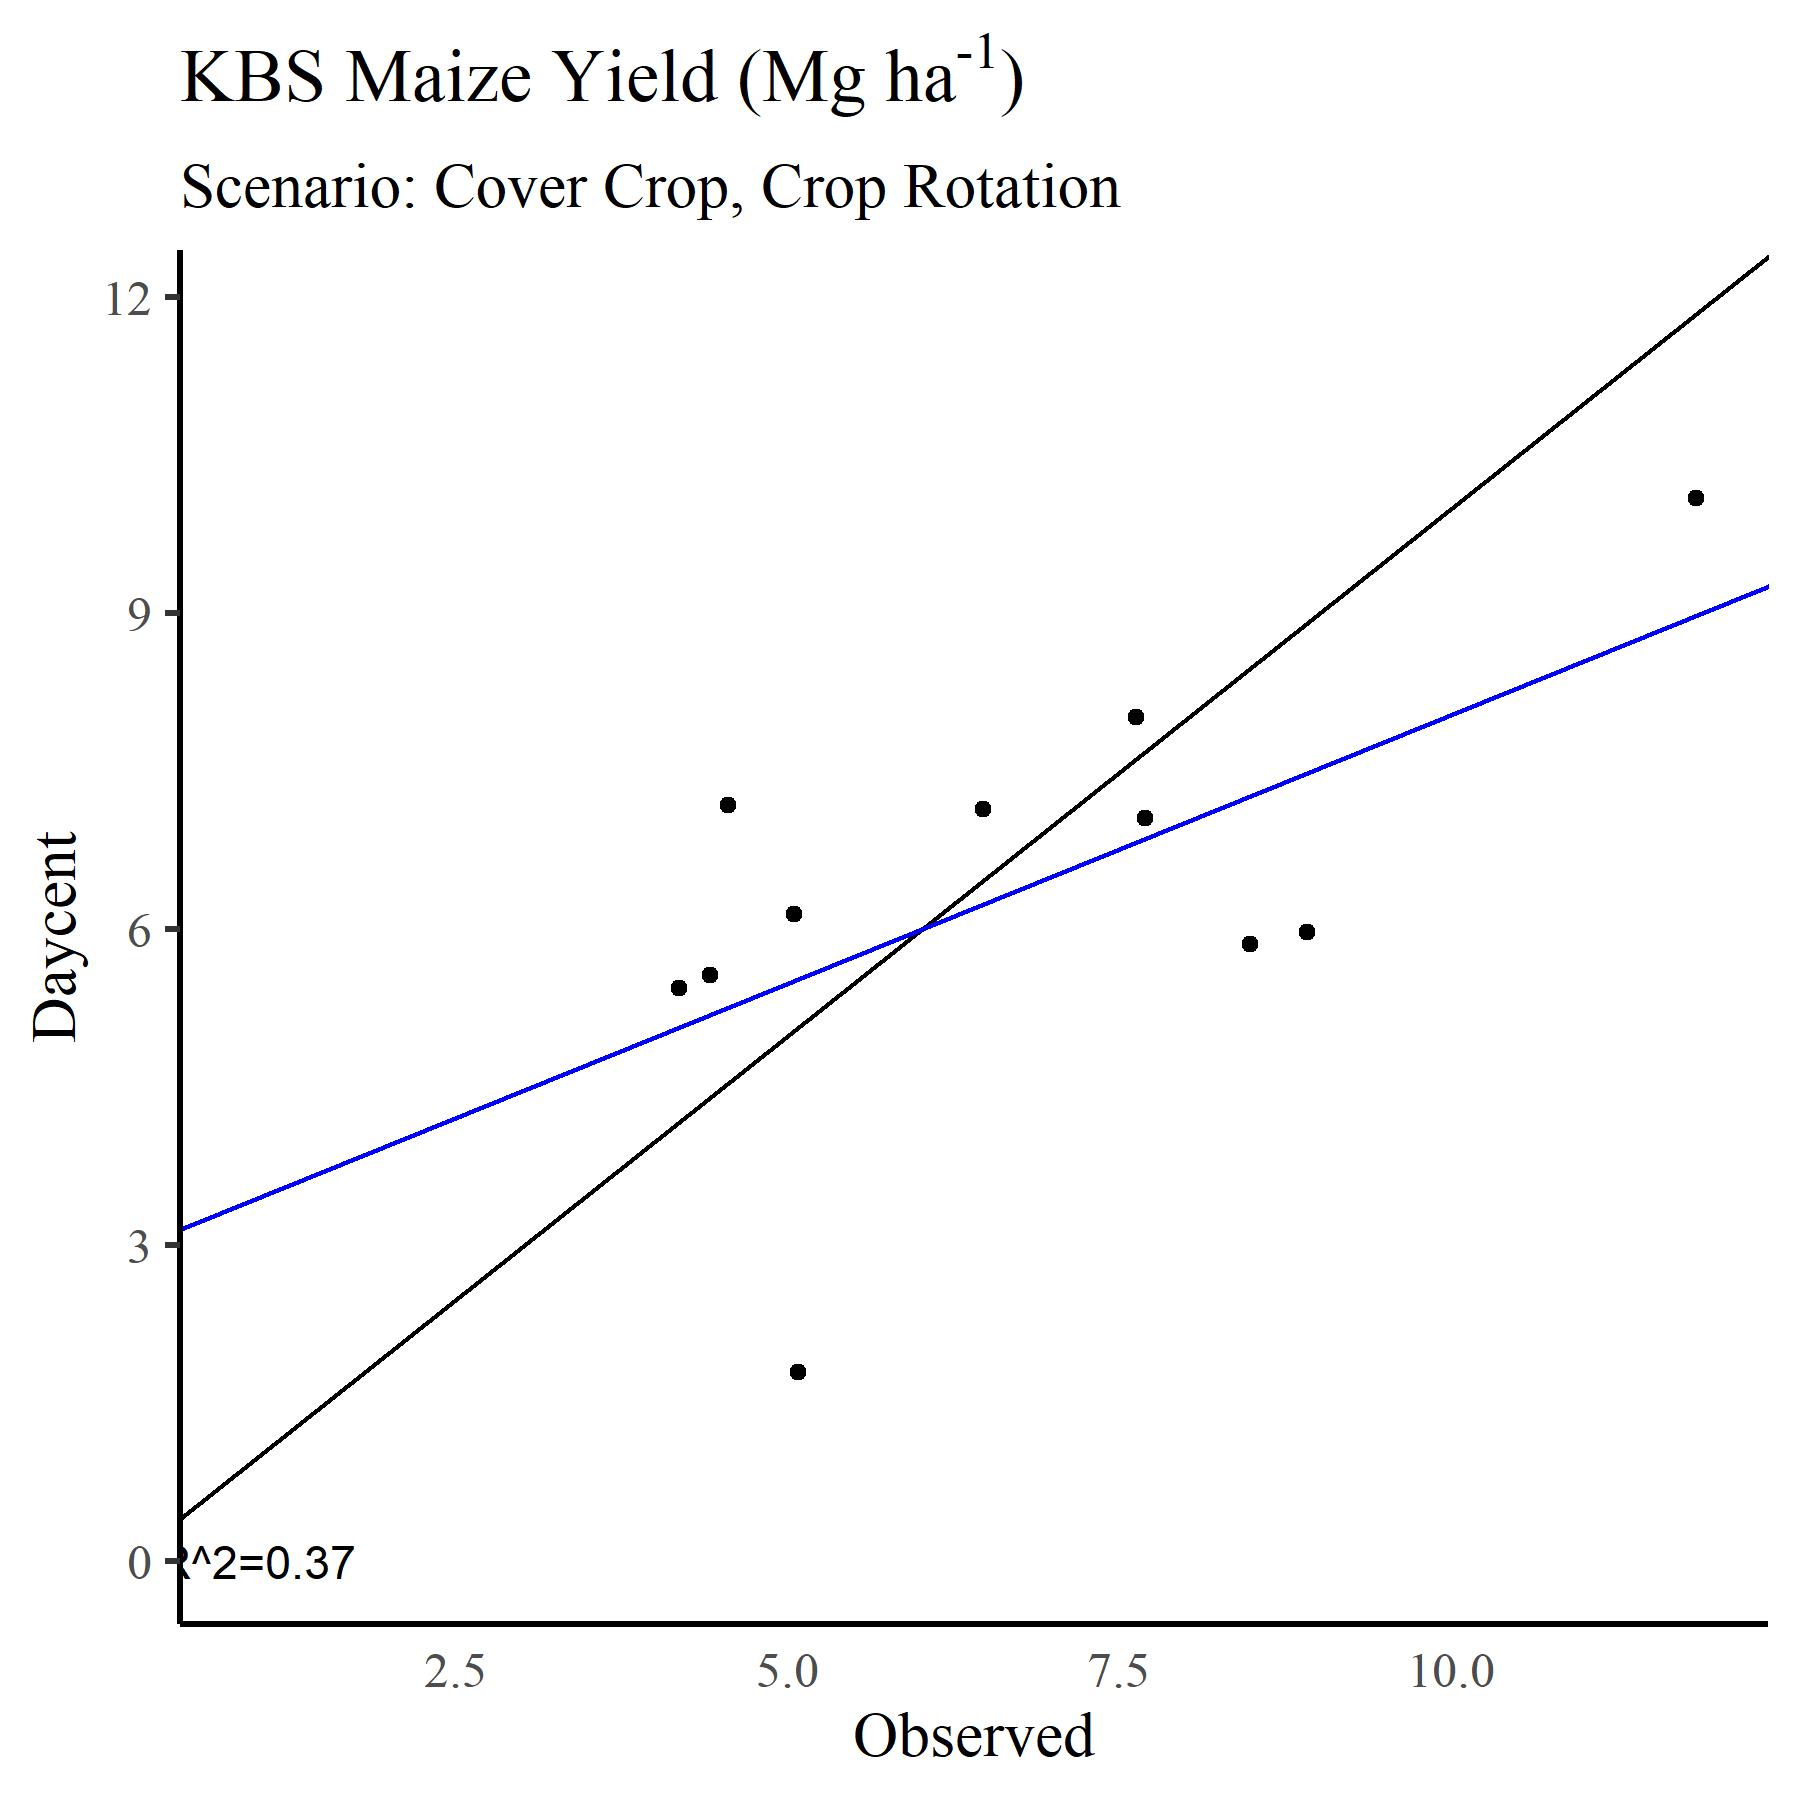 KBS Maize Yield (Mg ha⁻¹)
Scenario: Cover Crop, Crop Rotation
12
9
6
3
0
R^2=0.37
Daycent
2.5 5.0 7.5 10.0
Observed